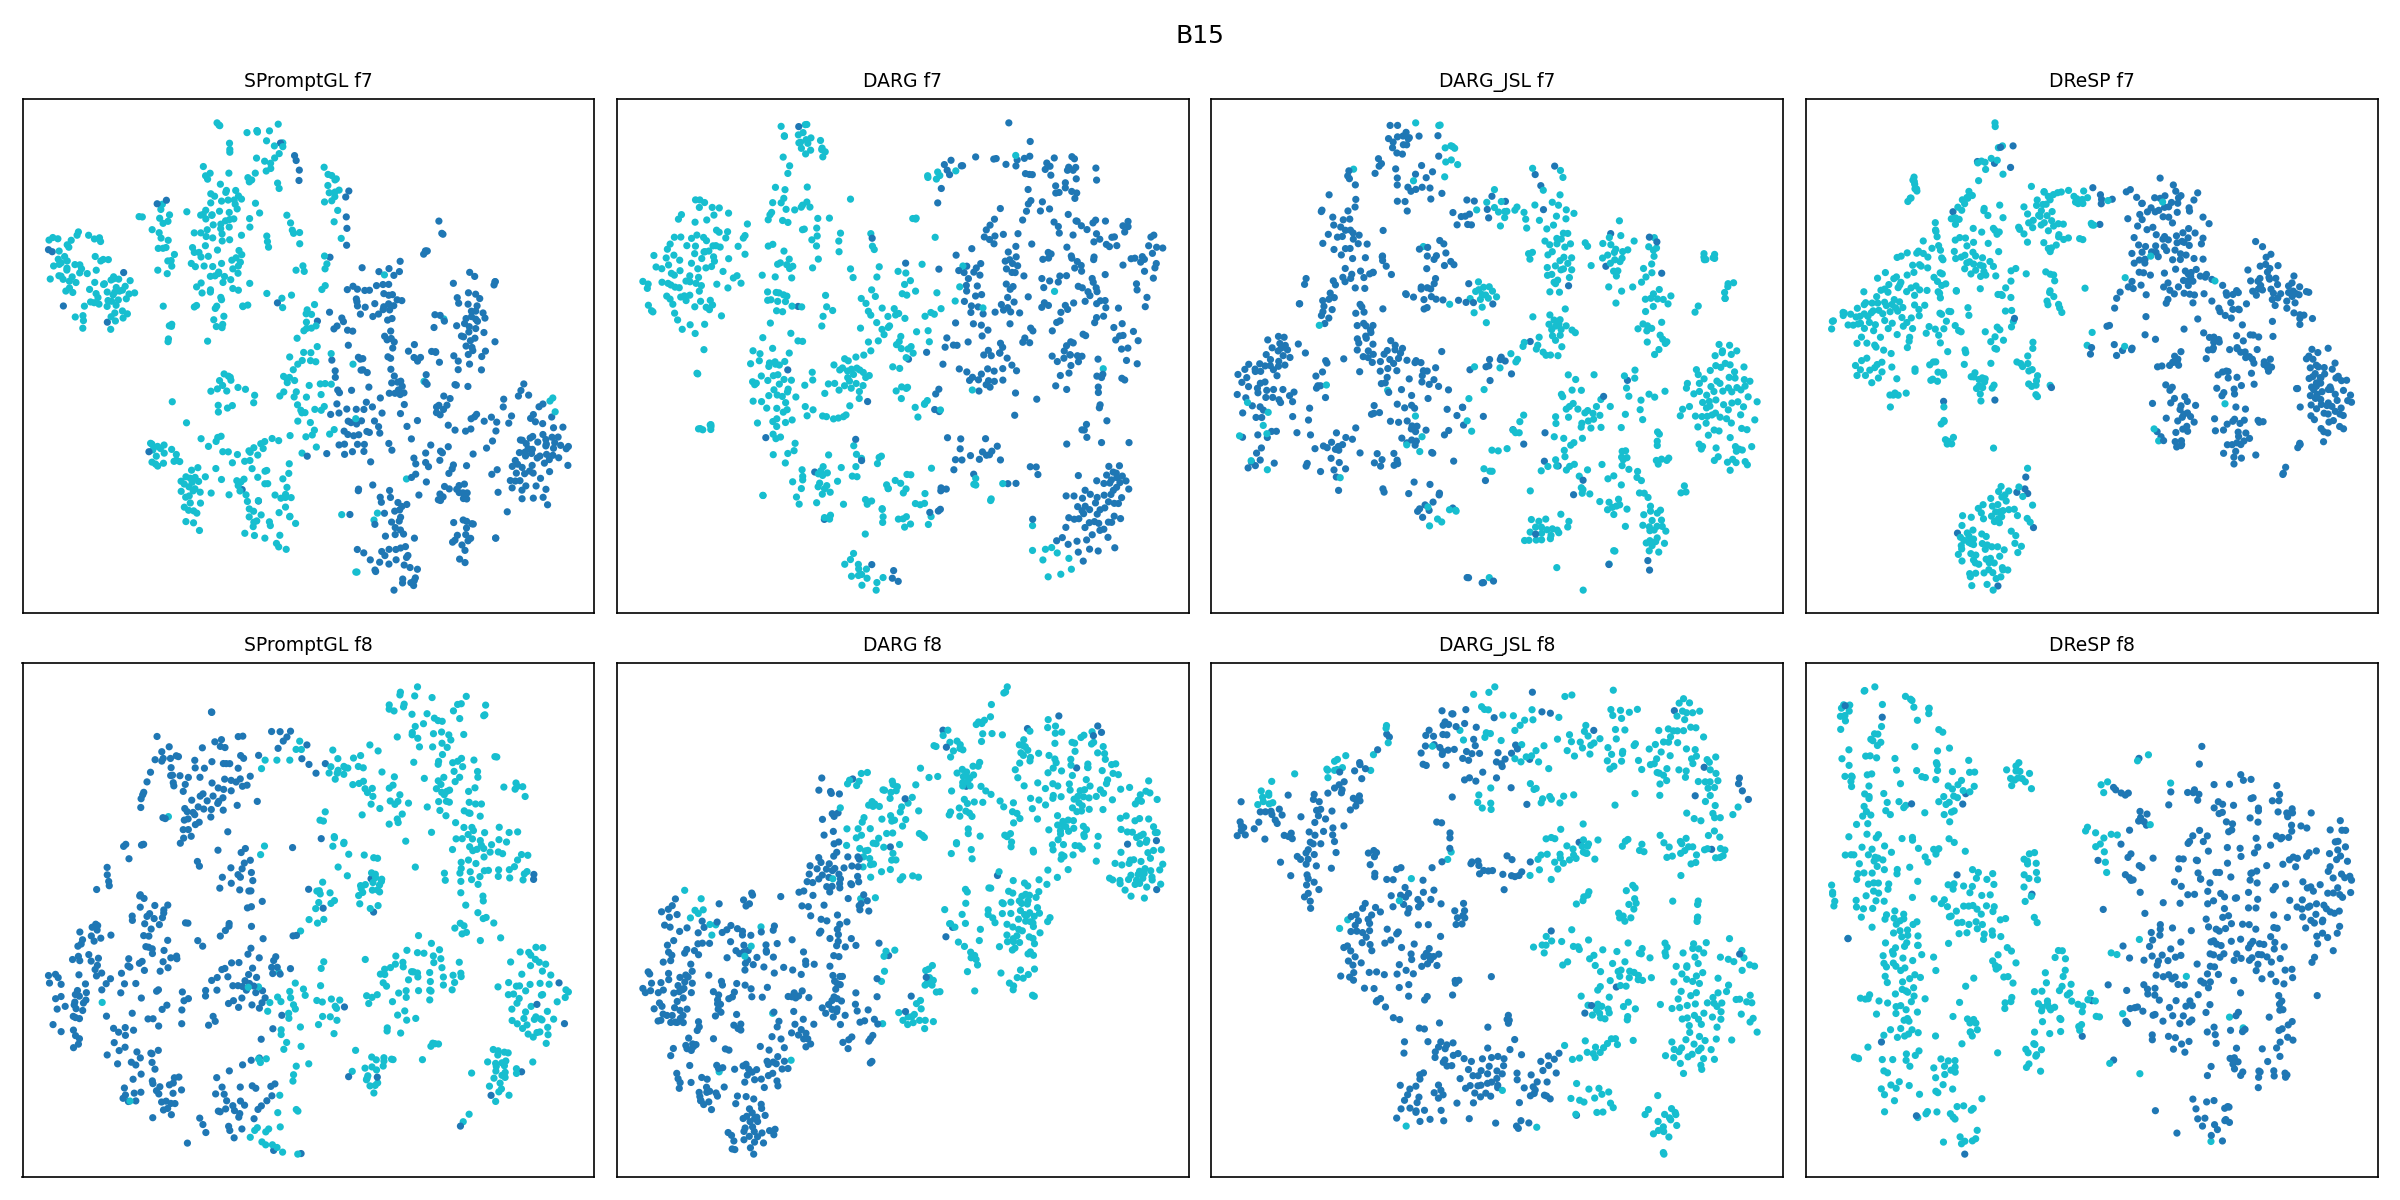 B15
SPromptGL f7
DARG f7
DARG_JSL f7
DReSP f7
SPromptGL f8
DARG f8
DARG_JSL f8
DReSP f8